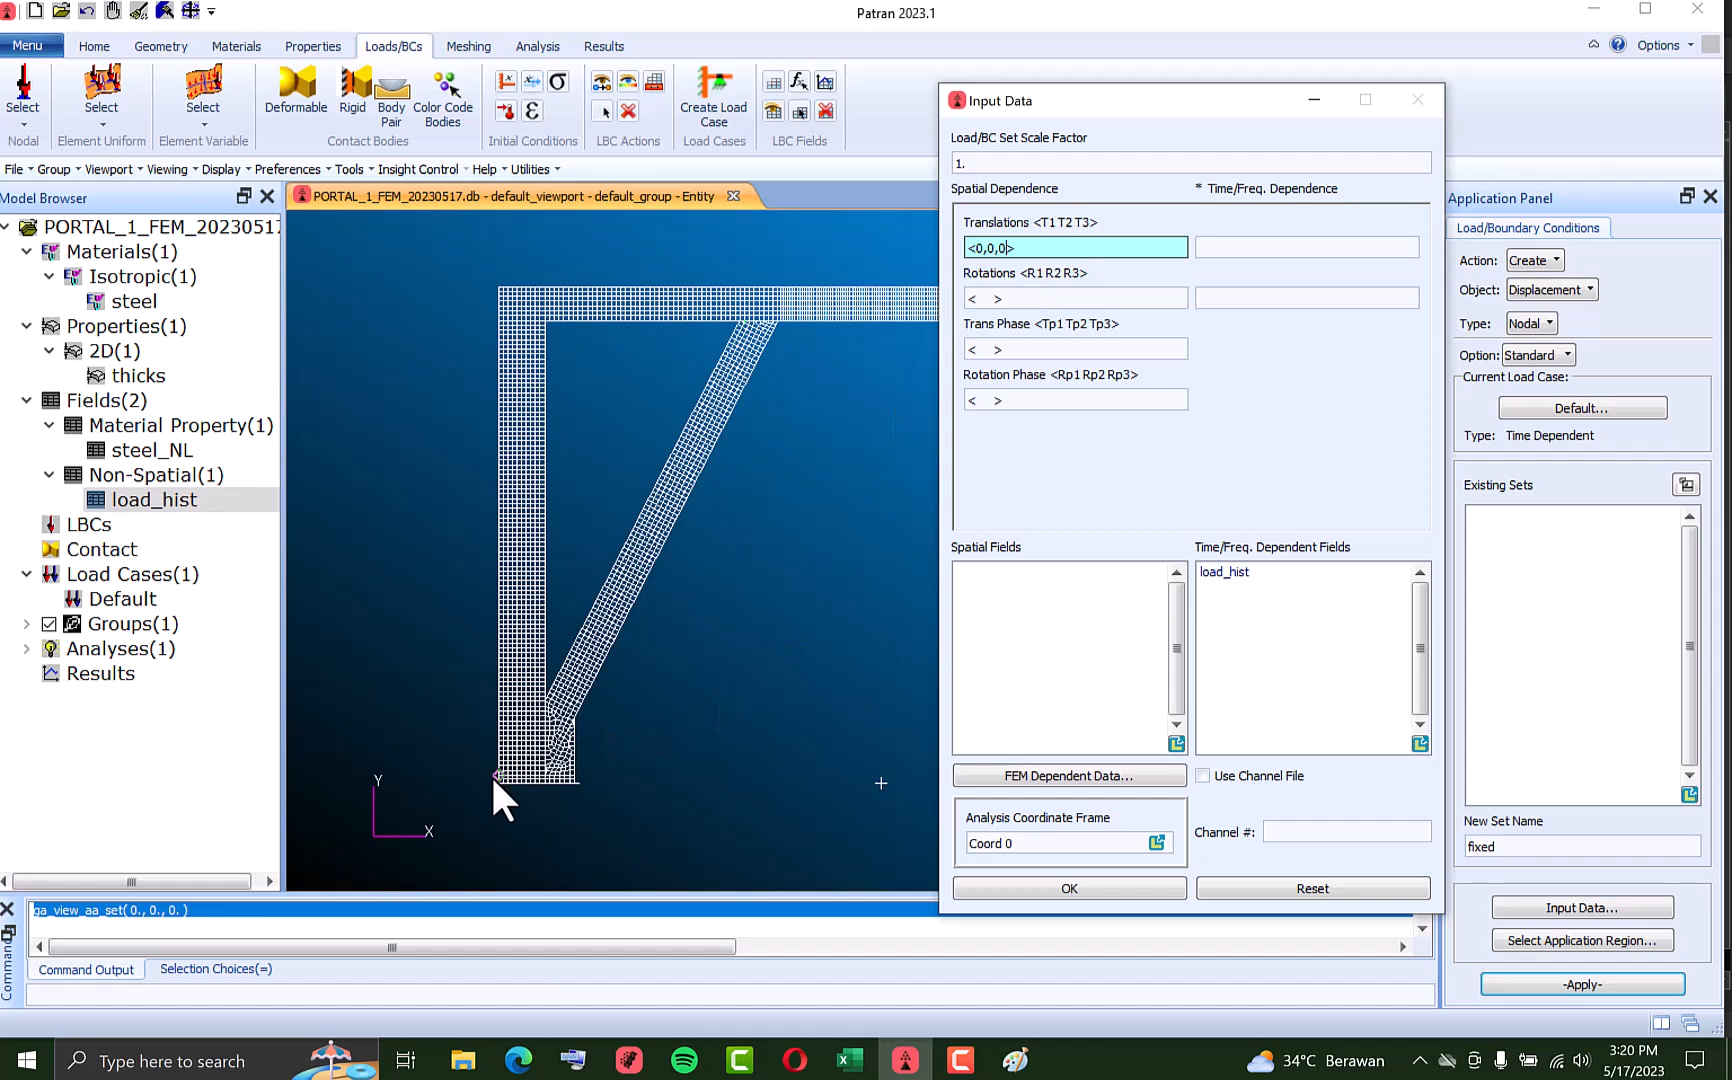 Patran 2023.1
Menu
Home
Geometry
Materials
Properties
Loads/BCs
Meshing
Analysis
Results
Options
Select
Select
Select
Deformable
Rigid
Body
Pair
Color Code
Bodies
Create Load
Case
Nodal
Element Uniform
Element Variable
Contact Bodies
Initial Conditions
LBC Actions
Load Cases
LBC Fields
File
Group
Viewport
Viewing
Display
Preferences
Tools
Insight Control
Help
Utilities
Model Browser
PORTAL_1_FEM_20230517.db - default_viewport - default_group - Entity
PORTAL_1_FEM_20230517
Materials(1)
Isotropic(1)
steel
Properties(1)
2D(1)
thicks
Fields(2)
Material Property(1)
steel_NL
Non-Spatial(1)
load_hist
LBCs
Contact
Load Cases(1)
Default
Groups(1)
Analyses(1)
Results
Y
X
Input Data
Load/BC Set Scale Factor
1.
Spatial Dependence
* Time/Freq. Dependence
Translations <T1 T2 T3>
<0,0,0>
Rotations <R1 R2 R3>
< >
Trans Phase <Tp1 Tp2 Tp3>
< >
Rotation Phase <Rp1 Rp2 Rp3>
< >
Spatial Fields
Time/Freq. Dependent Fields
load_hist
FEM Dependent Data...
Use Channel File
Analysis Coordinate Frame
Coord 0
Channel #:
OK
Reset
Application Panel
Load/Boundary Conditions
Action:
Create
Object:
Displacement
Type:
Nodal
Option:
Standard
Current Load Case:
Default...
Type: Time Dependent
Existing Sets
New Set Name
fixed
Input Data...
Select Application Region...
-Apply-
ga_view_aa_set( 0., 0., 0. )
Command Output
Selection Choices(=)
Command
Type here to search
34°C Berawan
3:20 PM
5/17/2023